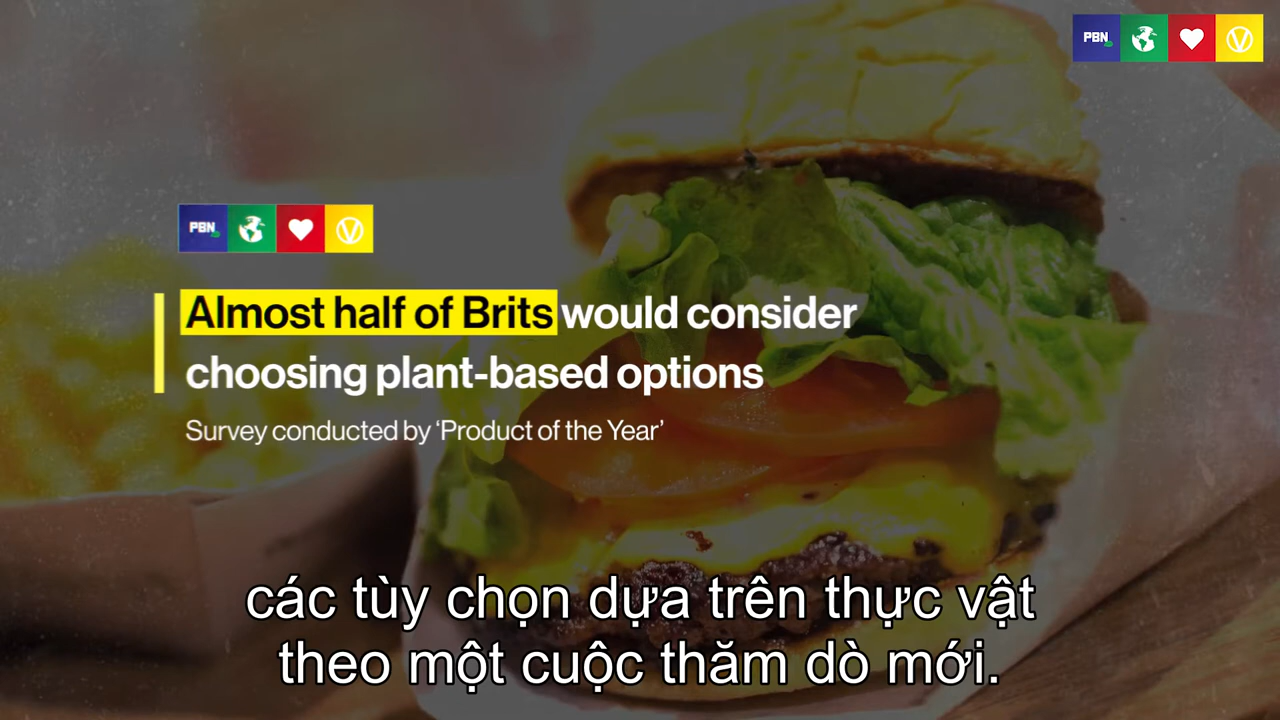 PBN
PBN
Almost half of Brits would consider
choosing plant-based options
Survey conducted by ‘Product of the Year’
các tùy chọn dựa trên thực vật
theo một cuộc thăm dò mới.